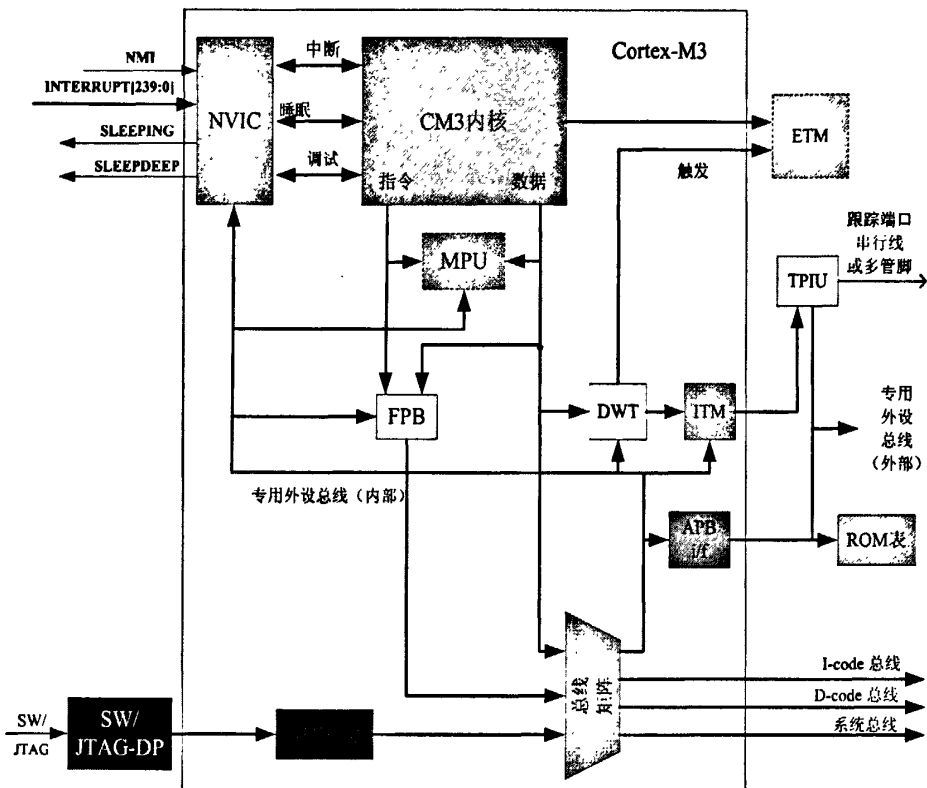 Cortex-M3
NMI
INTERRUPT[239:0]
SLEEPING
SLEEPDEEP
NVIC
中断
睡眠
调试
CM3内核
指令
数据
ETM
触发
MPU
跟踪端口
串行线
或多管脚
TPIU
FPB
DWT
ITM
专用
外设
总线
(外部)
专用外设总线(内部)
APB
i/f
ROM表
总线
矩阵
I-code 总线
D-code 总线
系统总线
SW/
JTAG
SW/
JTAG-DP